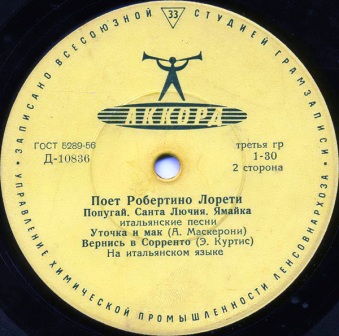 ЗАПИСАНО ВСЕСОЮЗНОЙ СТУДИЕЙ ГРАМЗАПИСИ
33
АККОРД
ГОСТ 5289-56
Д-10836
третья гр
1-30
2 сторона
Поет Робертино Лорети
Попугай. Санта Лючия. Ямайка
итальянские песни
Уточка и мак (А. Маскерони)
Вернись в Сорренто (Э. Куртис)
На итальянском языке
УПРАВЛЕНИЕ ХИМИЧЕСКОЙ ПРОМЫШЛЕННОСТИ ЛЕНСОВНАРХОЗА